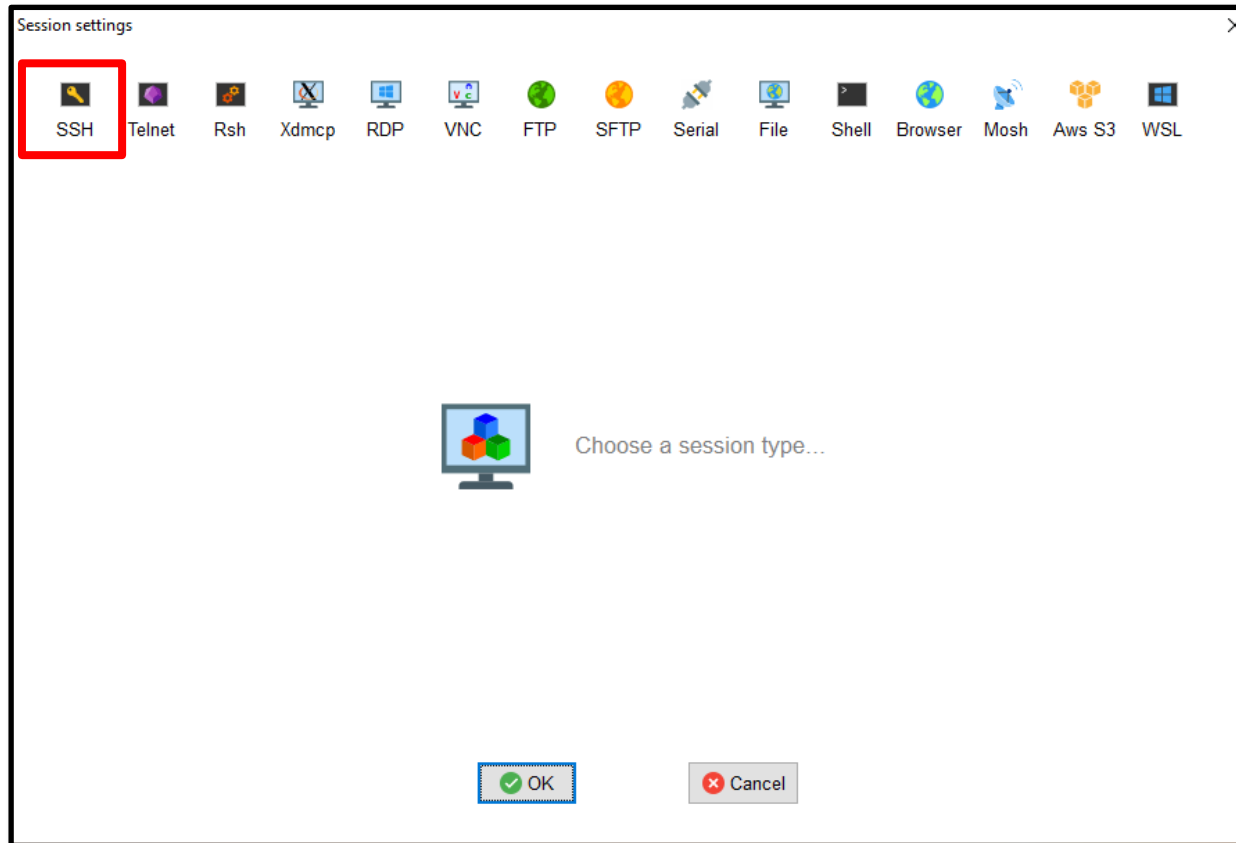 Session settings
SSH Telnet Rsh Xdmcp RDP VNC FTP SFTP Serial File Shell Browser Mosh Aws S3 WSL
Choose a session type...
OK Cancel